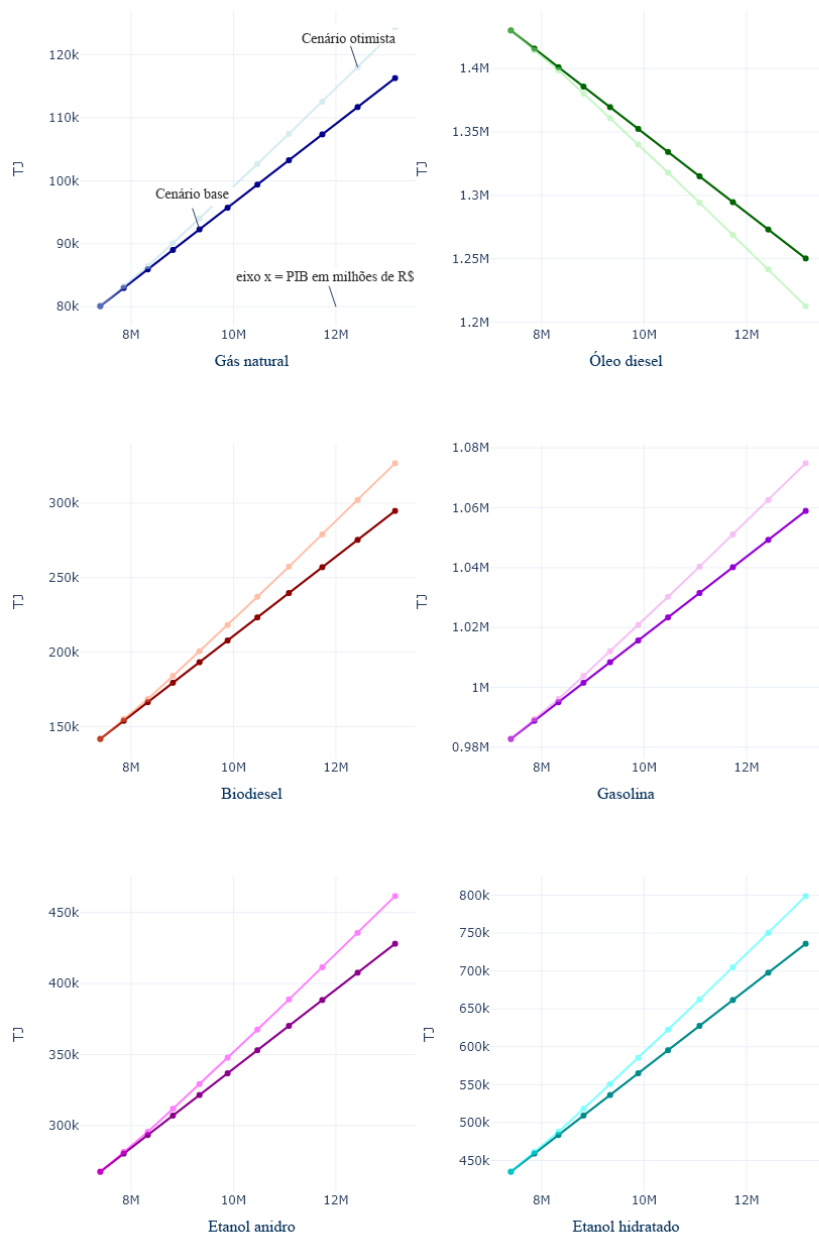 120k
110k
100k
90k
80k
TJ
Cenário otimista
Cenário base
eixo x = PIB em milhões de R$
8M
10M
12M
Gás natural
1.4M
1.35M
1.3M
1.25M
1.2M
TJ
8M
10M
12M
Óleo diesel
300k
250k
200k
150k
TJ
8M
10M
12M
Biodiesel
1.08M
1.06M
1.04M
1.02M
1M
0.98M
TJ
8M
10M
12M
Gasolina
450k
400k
350k
300k
TJ
8M
10M
12M
Etanol anidro
800k
750k
700k
650k
600k
550k
500k
450k
TJ
8M
10M
12M
Etanol hidratado